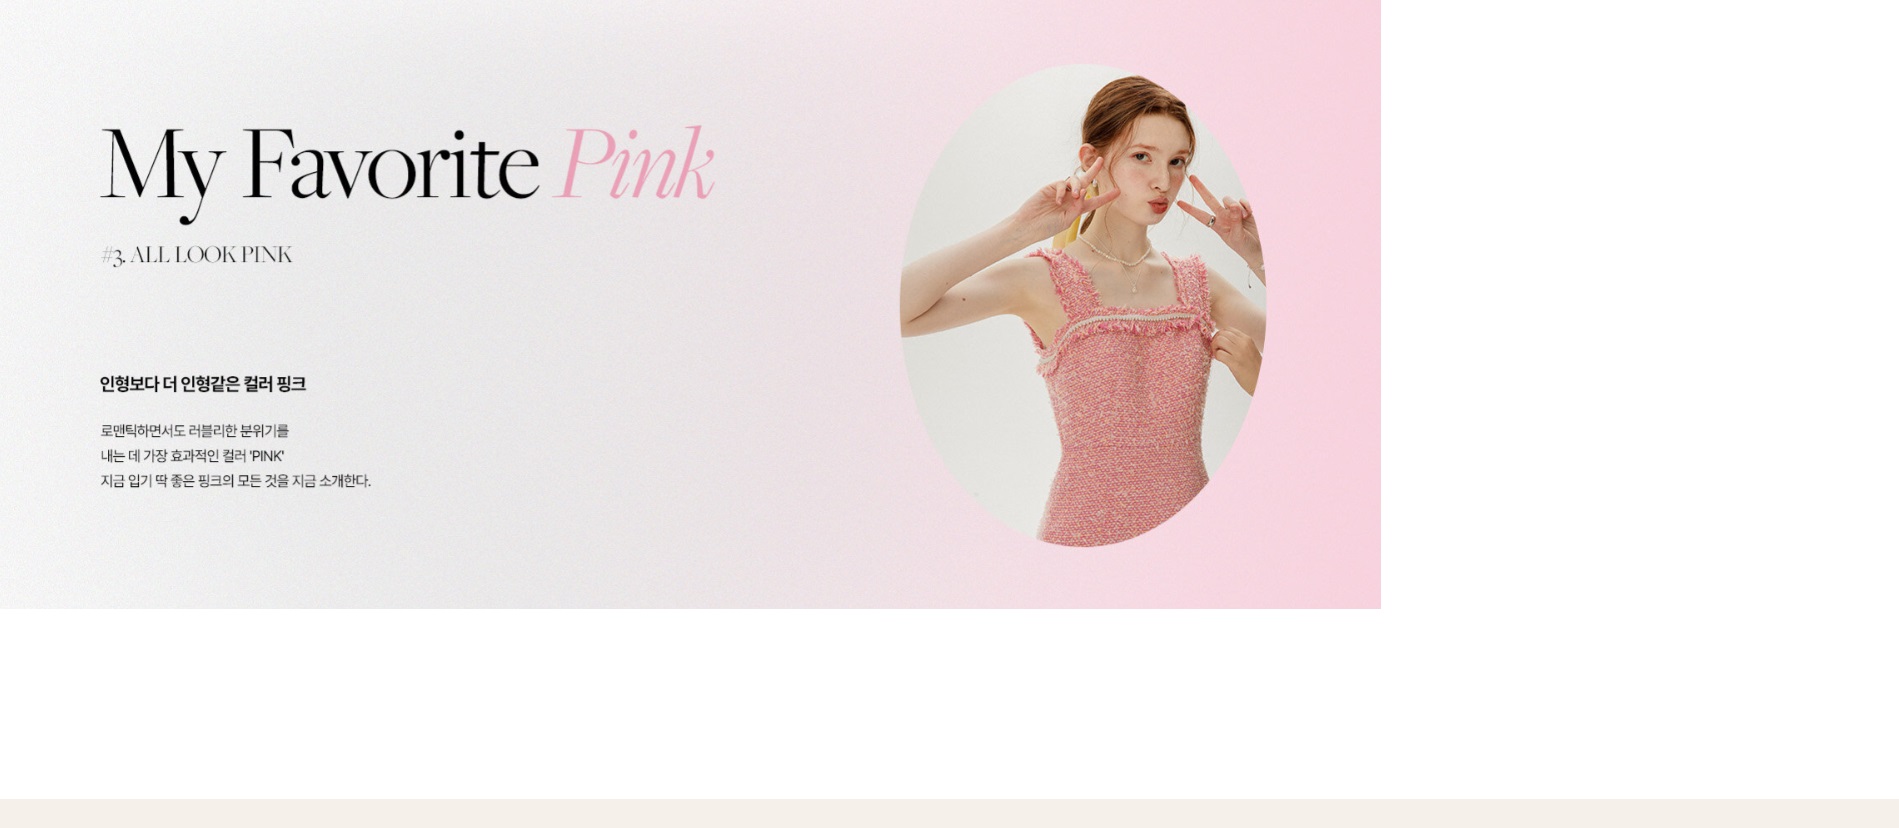 My Favorite Pink
#3. ALL LOOK PINK
인형보다 더 인형같은 컬러 핑크
로맨틱하면서도 러블리한 분위기를
내는 데 가장 효과적인 컬러 'PINK'
지금 입기 딱 좋은 핑크의 모든 것을 지금 소개한다.